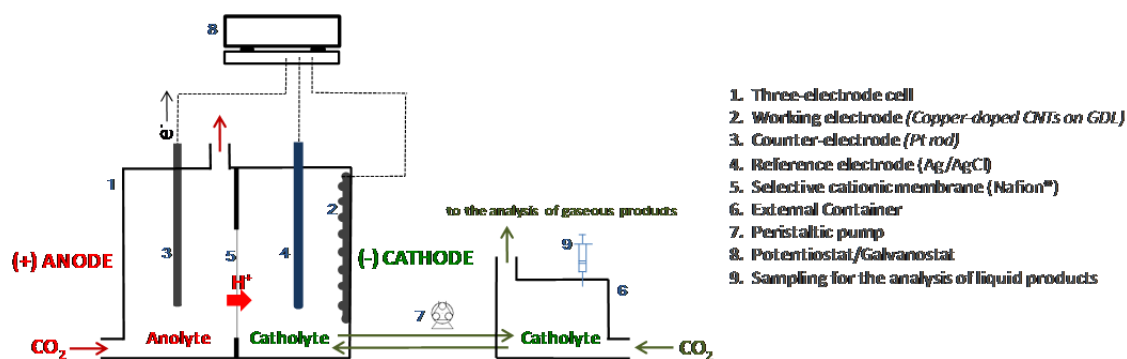 8
e⁻
1
2
(+) ANODE
3
5
4
(-) CATHODE
H⁺
CO₂
Anolyte
Catholyte
7
to the analysis of gaseous products
9
6
Catholyte
CO₂
1. Three-electrode cell
2. Working electrode (Copper-doped CNTs on GDL)
3. Counter-electrode (Pt rod)
4. Reference electrode (Ag/AgCl)
5. Selective cationic membrane (Nafion®)
6. External Container
7. Peristaltic pump
8. Potentiostat/Galvanostat
9. Sampling for the analysis of liquid products